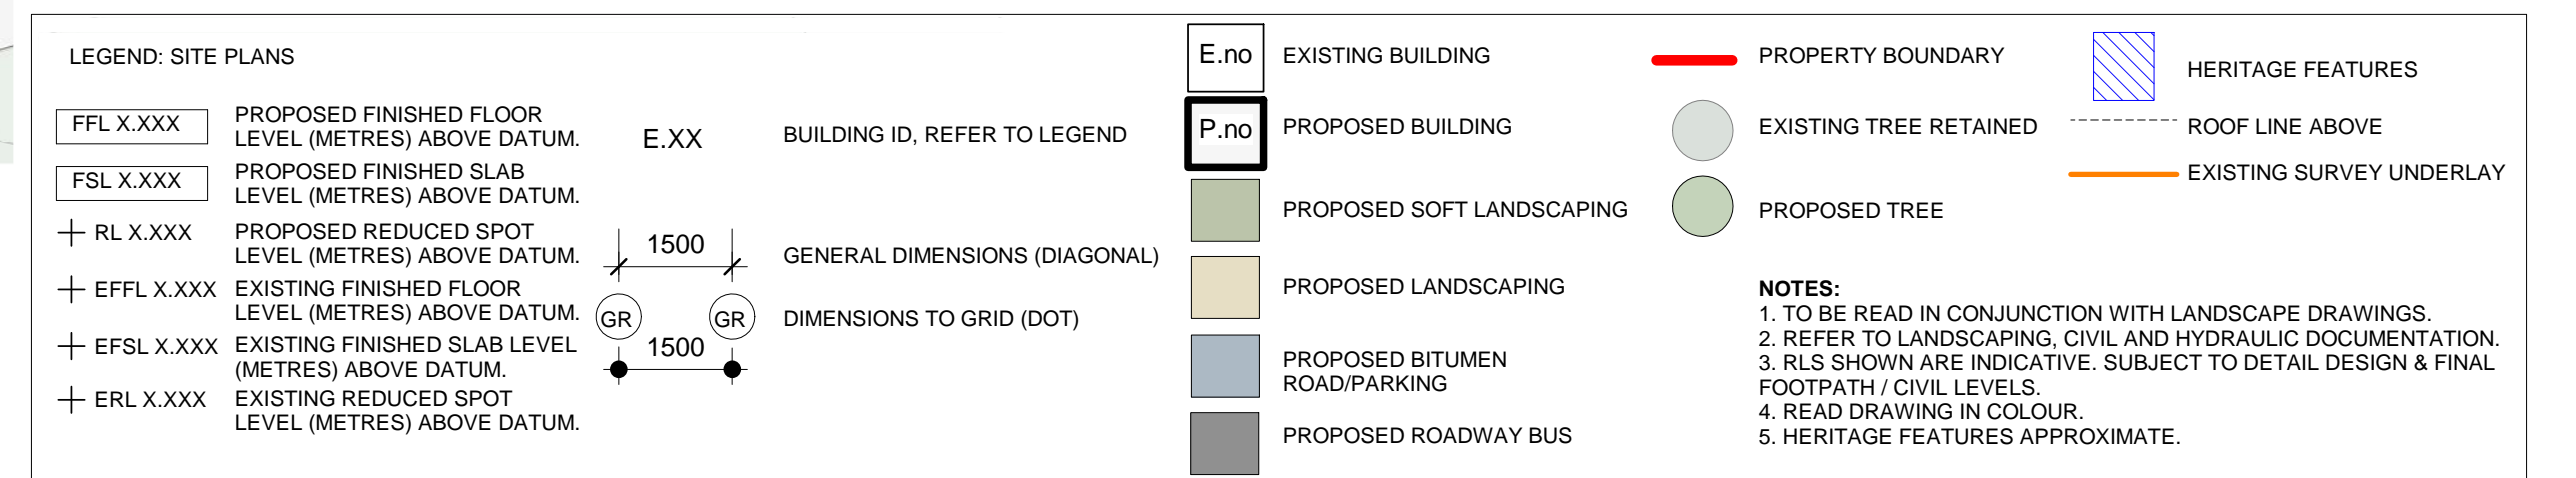 LEGEND: SITE PLANS
FFL X.XXX
PROPOSED FINISHED FLOOR
LEVEL (METRES) ABOVE DATUM.
FSL X.XXX
PROPOSED FINISHED SLAB
LEVEL (METRES) ABOVE DATUM.
RL X.XXX
PROPOSED REDUCED SPOT
LEVEL (METRES) ABOVE DATUM.
EFFL X.XXX
EXISTING FINISHED FLOOR
LEVEL (METRES) ABOVE DATUM.
EFSL X.XXX
EXISTING FINISHED SLAB LEVEL
(METRES) ABOVE DATUM.
ERL X.XXX
EXISTING REDUCED SPOT
LEVEL (METRES) ABOVE DATUM.
E.XX
BUILDING ID, REFER TO LEGEND
1500
GENERAL DIMENSIONS (DIAGONAL)
GR
GR
DIMENSIONS TO GRID (DOT)
1500
E.no
EXISTING BUILDING
P.no
PROPOSED BUILDING
PROPOSED SOFT LANDSCAPING
PROPOSED LANDSCAPING
PROPOSED BITUMEN
ROAD/PARKING
PROPOSED ROADWAY BUS
PROPERTY BOUNDARY
EXISTING TREE RETAINED
PROPOSED TREE
HERITAGE FEATURES
ROOF LINE ABOVE
EXISTING SURVEY UNDERLAY
NOTES:
1. TO BE READ IN CONJUNCTION WITH LANDSCAPE DRAWINGS.
2. REFER TO LANDSCAPING, CIVIL AND HYDRAULIC DOCUMENTATION.
3. RLS SHOWN ARE INDICATIVE. SUBJECT TO DETAIL DESIGN & FINAL
FOOTPATH / CIVIL LEVELS.
4. READ DRAWING IN COLOUR.
5. HERITAGE FEATURES APPROXIMATE.